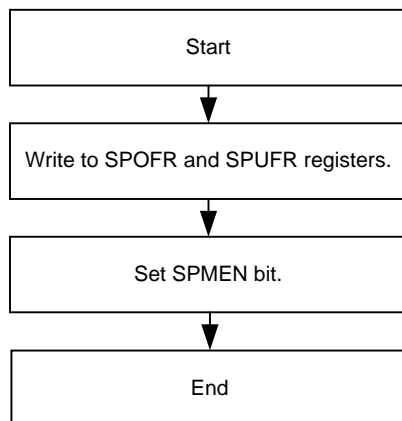 Start
Write to SPOFR and SPUFR registers.
Set SPMEN bit.
End